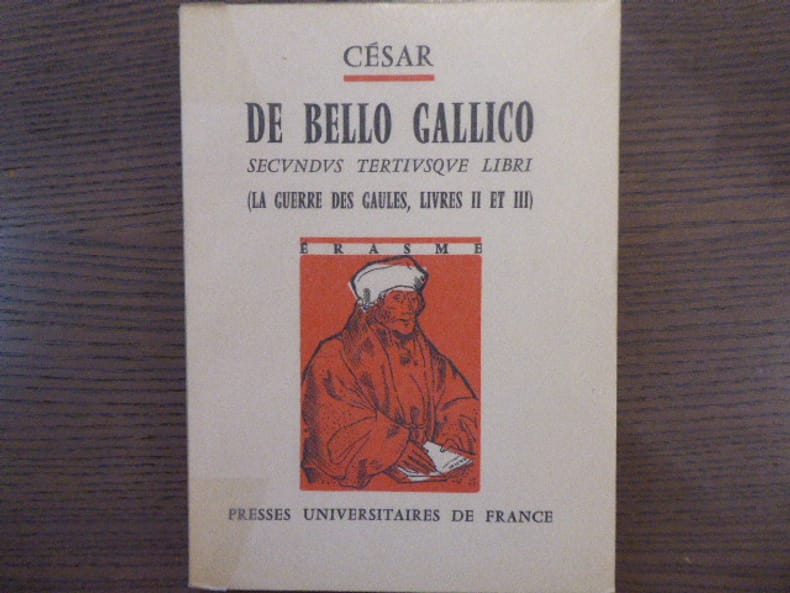 CÉSAR
DE BELLO GALLICO
SECVNDVS TERTIVSQVE LIBRI
(LA GUERRE DES GAULES, LIVRES II ET III)
ÉRASME
PRESSES UNIVERSITAIRES DE FRANCE